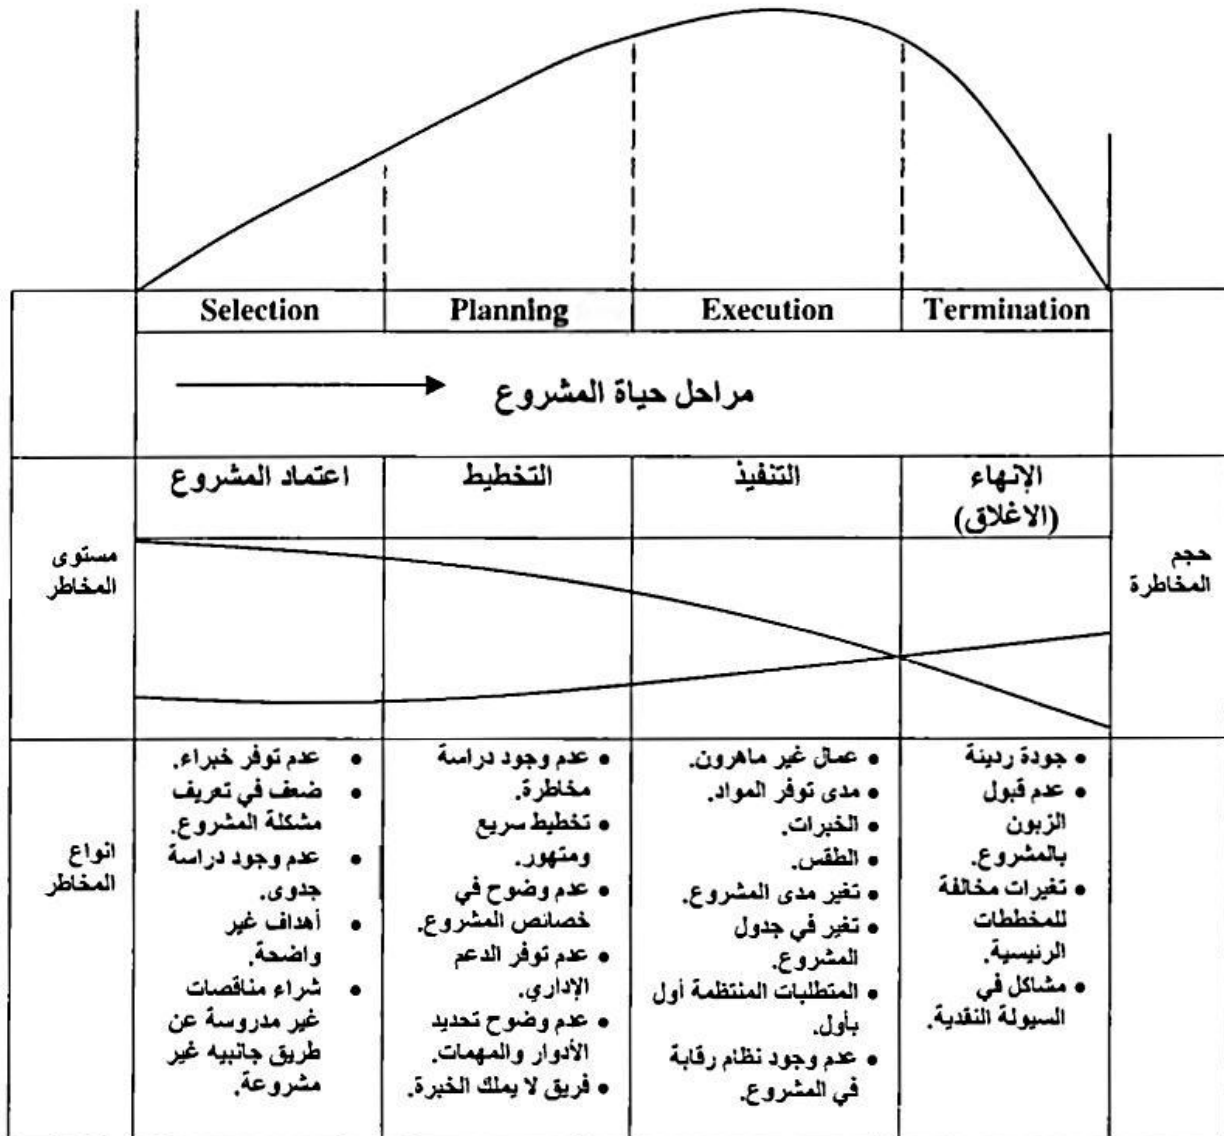 Selection
Planning
Execution
Termination
مراحل حياة المشروع
اعتماد المشروع
التخطيط
التنفيذ
الإنهاء
(الاغلاق)
مستوى
المخاطر
حجم
المخاطرة
انواع
المخاطر
• عدم توفر خبراء.
• ضعف في تعريف
مشكلة المشروع.
• عدم وجود دراسة
جدوى.
• أهداف غير
واضحة.
• شراء مناقصات
غير مدروسة عن
طريق جانبيه غير
مشروعة.
• عدم وجود دراسة
مخاطرة.
• تخطيط سريع
ومتهور.
• عدم وضوح في
خصائص المشروع.
• عدم توفر الدعم
الإداري.
• عدم وضوح تحديد
الأدوار والمهمات.
• فريق لا يملك الخبرة.
• عمال غير ماهرون.
• مدى توفر المواد.
• الخبرات.
• الطقس.
• تغير مدى المشروع.
• تغير في جدول
المشروع.
• المتطلبات المنتظمة أول
بأول.
• عدم وجود نظام رقابة
في المشروع.
• جودة ردينة
• عدم قبول
الزبون
بالمشروع.
• تغيرات مخالفة
للمخططات
الرئيسية.
• مشاكل في
السيولة النقدية.